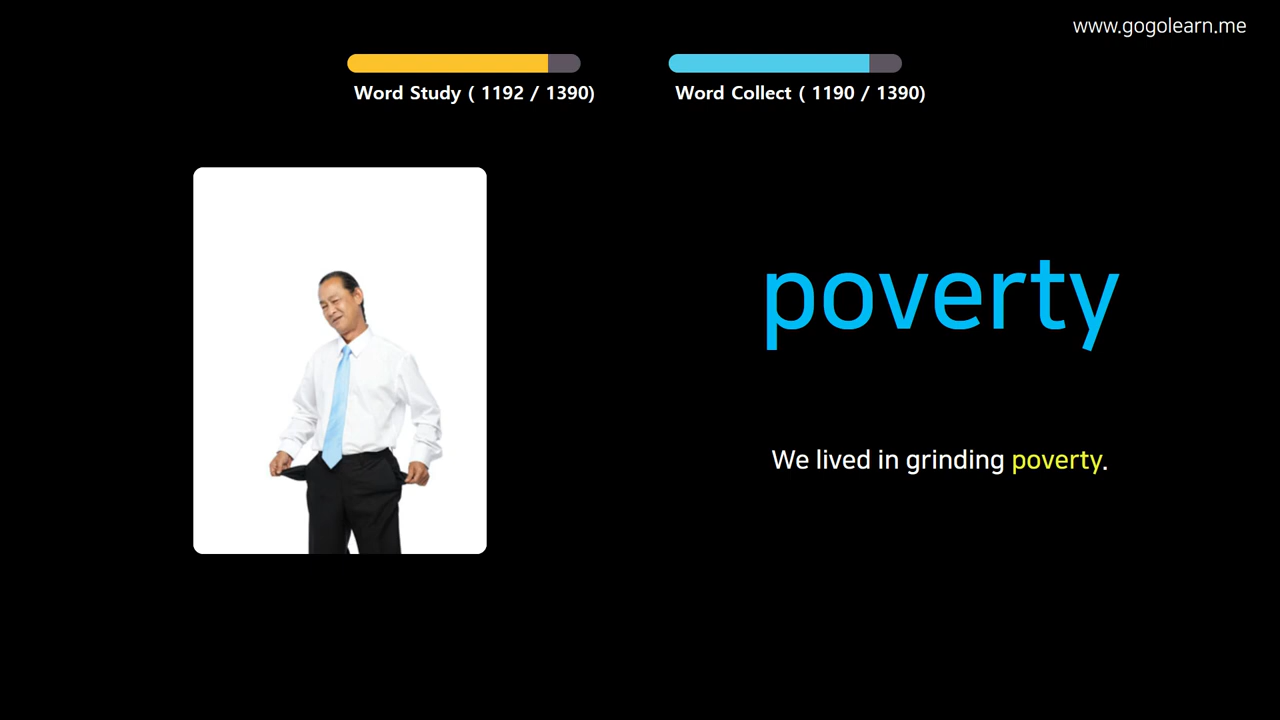 www.gogolearn.me
Word Study ( 1192 / 1390)
Word Collect ( 1190 / 1390)
poverty
We lived in grinding poverty.